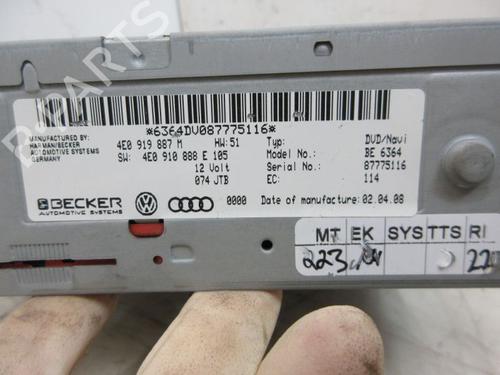 *6364DV087775116*
MANUFACTURED BY:
HARMAN/BECKER
AUTOMOTIVE SYSTEMS
GERMANY
4E0 919 887 M HW:51 Typ: DVD/Navi
SW: 4E0 910 888 E 105 Model No.: BE 6364
12 Volt Serial No.: 87775116
074 JTB EC: 114
BECKER
AUTOMOTIVE SYSTEMS
0000 Date of manufacture: 02.04.08
MT EK SYS TTS RI
223
PARTS